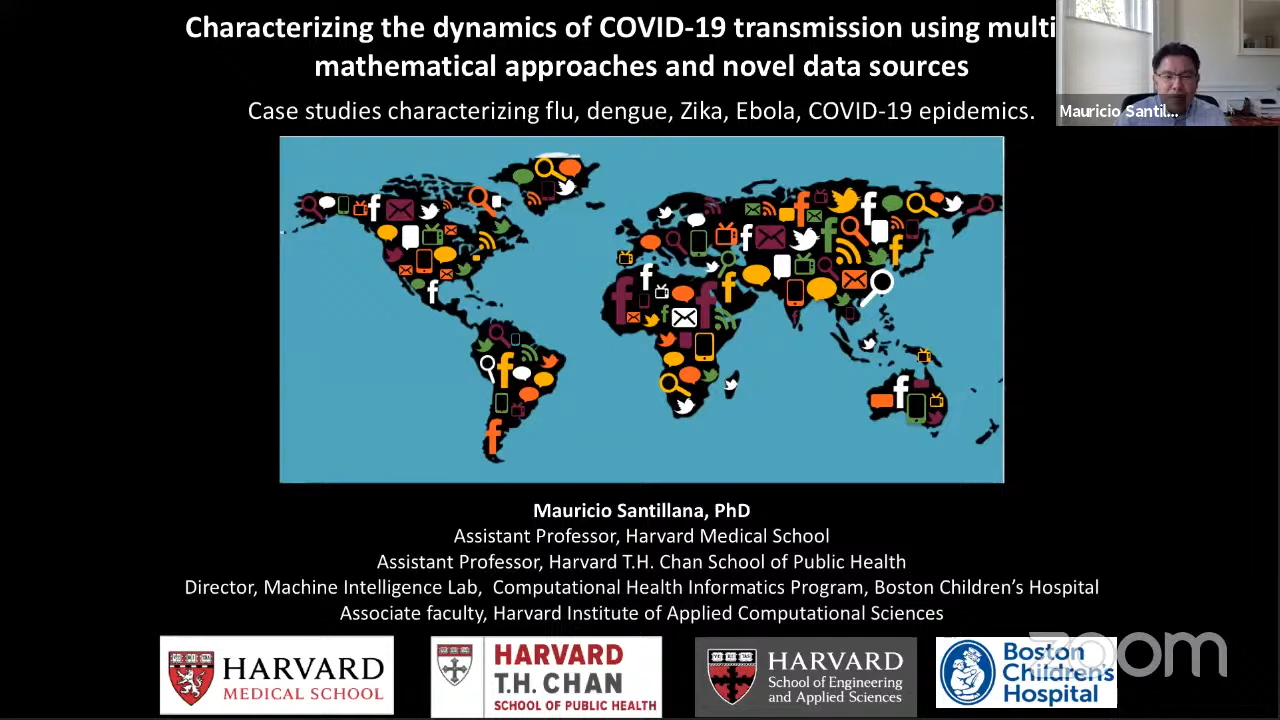 Characterizing the dynamics of COVID-19 transmission using multi
mathematical approaches and novel data sources
Case studies characterizing flu, dengue, Zika, Ebola, COVID-19 epidemics.
Mauricio Santil...
Mauricio Santillana, PhD
Assistant Professor, Harvard Medical School
Assistant Professor, Harvard T.H. Chan School of Public Health
Director, Machine Intelligence Lab, Computational Health Informatics Program, Boston Children's Hospital
Associate faculty, Harvard Institute of Applied Computational Sciences
HARVARD
MEDICAL SCHOOL
HARVARD
T.H. CHAN
SCHOOL OF PUBLIC HEALTH
HARVARD
School of Engineering
and Applied Sciences
Boston
Children's
Hospital
zoom